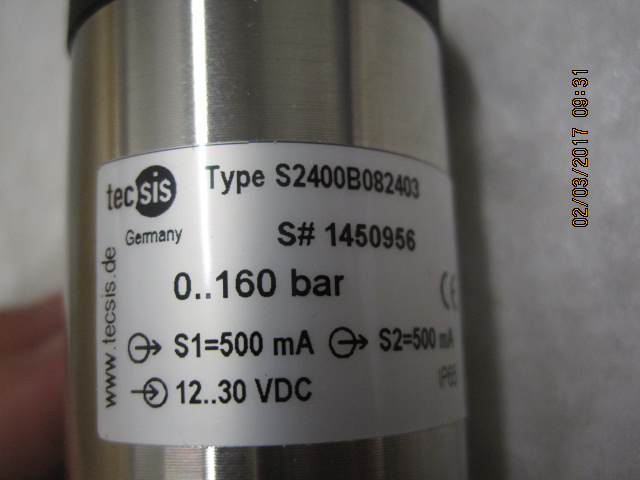 tecsis
Germany
www.tecsis.de
Type S2400B082403
S# 1450956
0..160 bar
CE
S1=500 mA S2=500 mA
12..30 VDC
IP65
02/03/2017 09:31